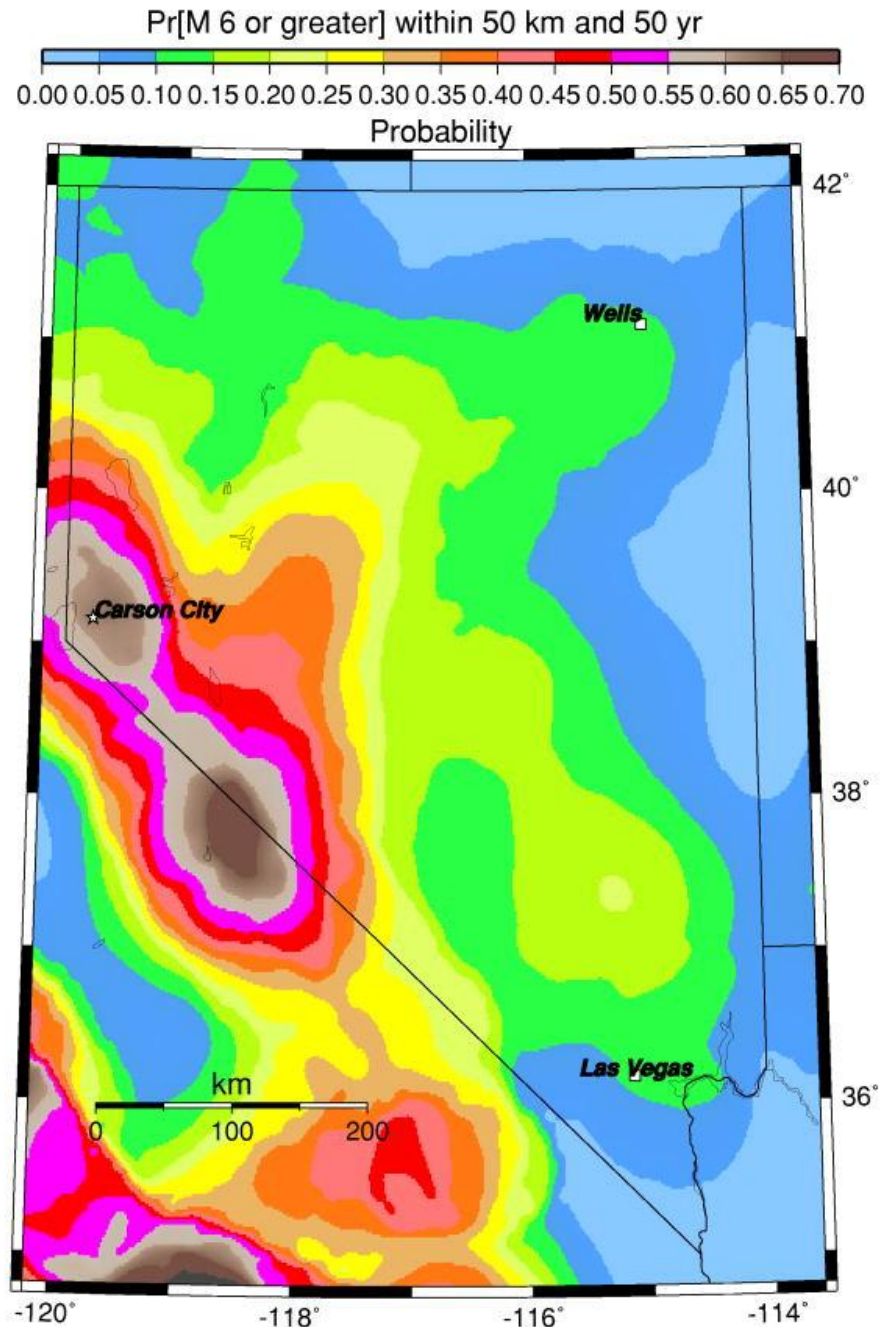 Pr[M 6 or greater] within 50 km and 50 yr
0.00 0.05 0.10 0.15 0.20 0.25 0.30 0.35 0.40 0.45 0.50 0.55 0.60 0.65 0.70
Probability
42°
Wells
40°
Carson City
38°
Las Vegas
km
36°
0 100 200
-120° -118° -116° -114°